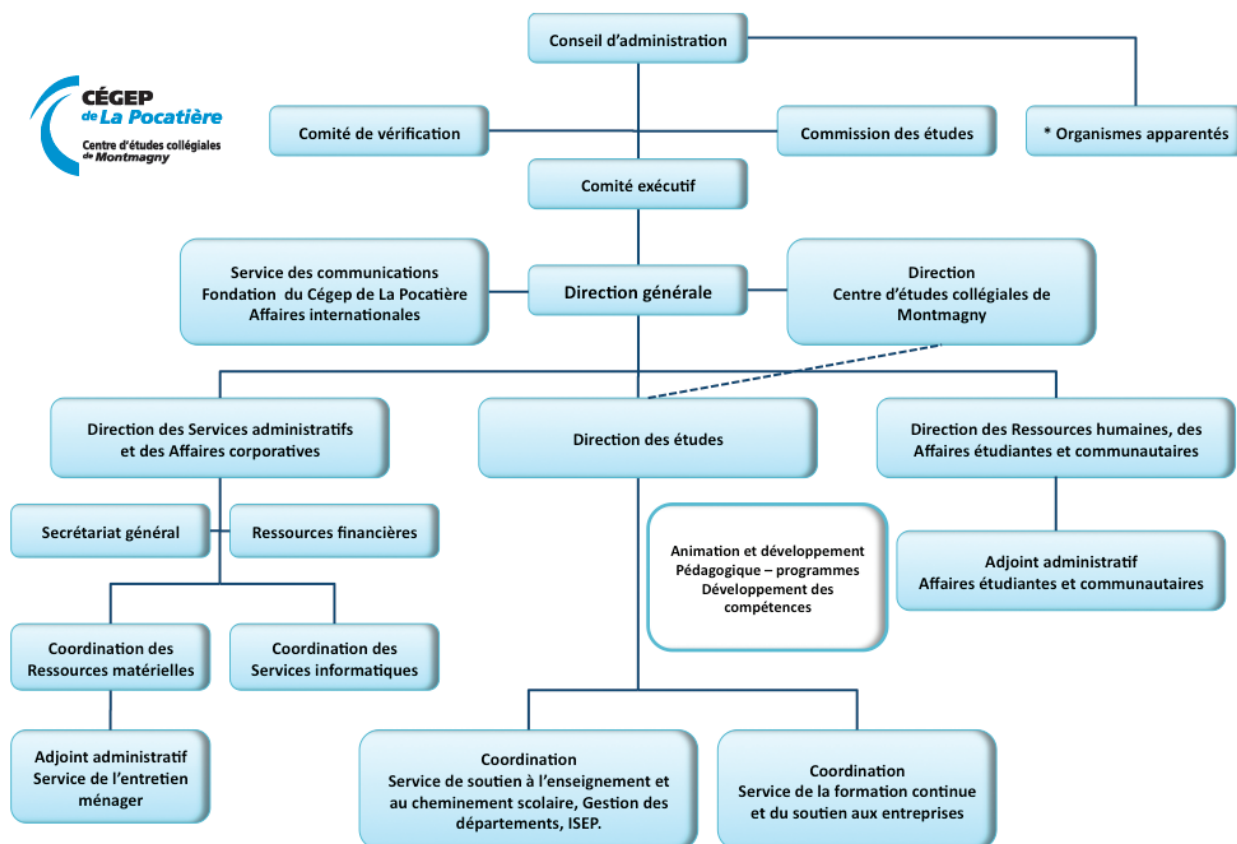 Conseil d'administration
CÉGEP
de La Pocatière
Centre d'études collégiales
de Montmagny
Comité de vérification
Commission des études
* Organismes apparentés
Comité exécutif
Service des communications
Fondation du Cégep de La Pocatière
Affaires internationales
Direction générale
Direction
Centre d'études collégiales de
Montmagny
Direction des Services administratifs
et des Affaires corporatives
Direction des études
Direction des Ressources humaines, des
Affaires étudiantes et communautaires
Secrétariat général
Ressources financières
Animation et développement
Pédagogique – programmes
Développement des
compétences
Adjoint administratif
Affaires étudiantes et communautaires
Coordination des
Ressources matérielles
Coordination des
Services informatiques
Adjoint administratif
Service de l'entretien
ménager
Coordination
Service de soutien à l'enseignement et
au cheminement scolaire, Gestion des
départements, ISEP.
Coordination
Service de la formation continue
et du soutien aux entreprises